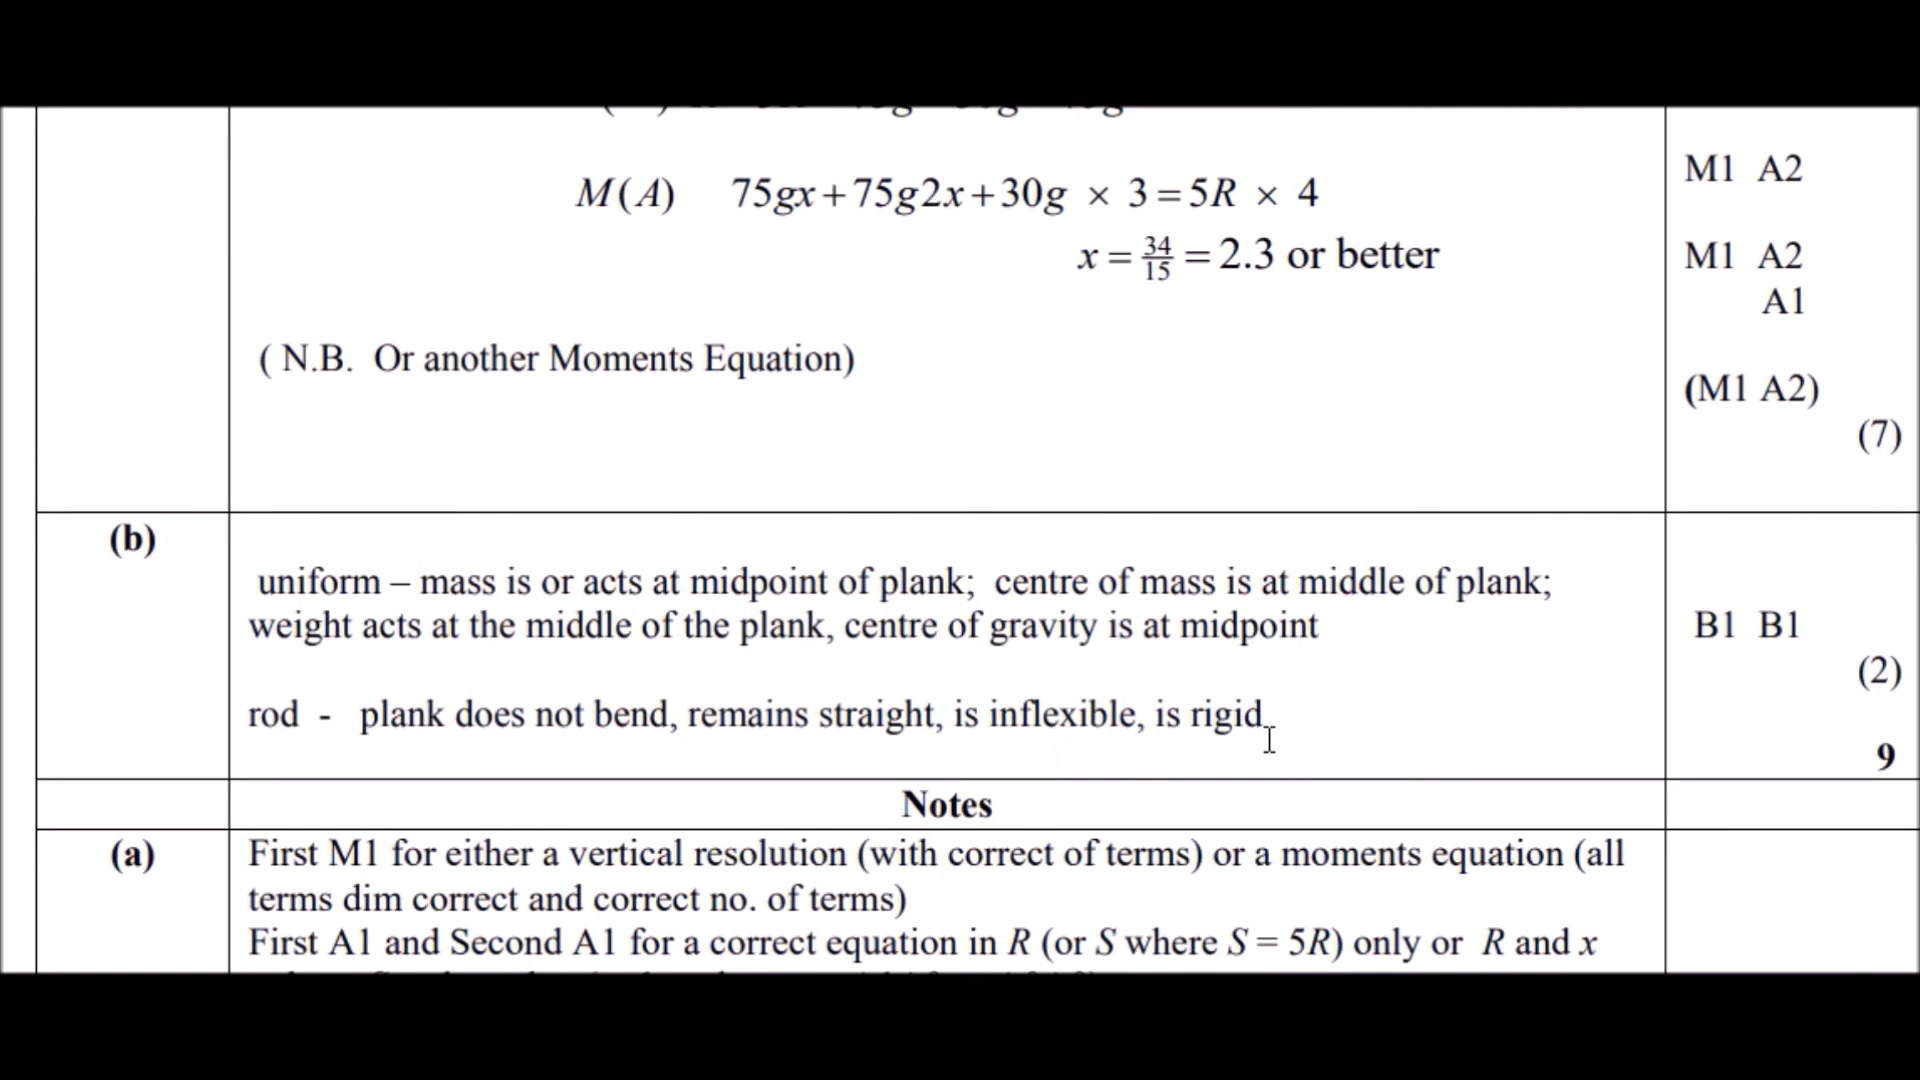 M(A) 75gx+75g2x+30g × 3=5R × 4
M1 A2
x = 34/15 = 2.3 or better
M1 A2
A1
( N.B. Or another Moments Equation)
(M1 A2)
(7)
(b)
uniform – mass is or acts at midpoint of plank; centre of mass is at middle of plank;
weight acts at the middle of the plank, centre of gravity is at midpoint
B1 B1
(2)
rod - plank does not bend, remains straight, is inflexible, is rigid
9
Notes
(a)
First M1 for either a vertical resolution (with correct of terms) or a moments equation (all
terms dim correct and correct no. of terms)
First A1 and Second A1 for a correct equation in R (or S where S = 5R) only or R and x